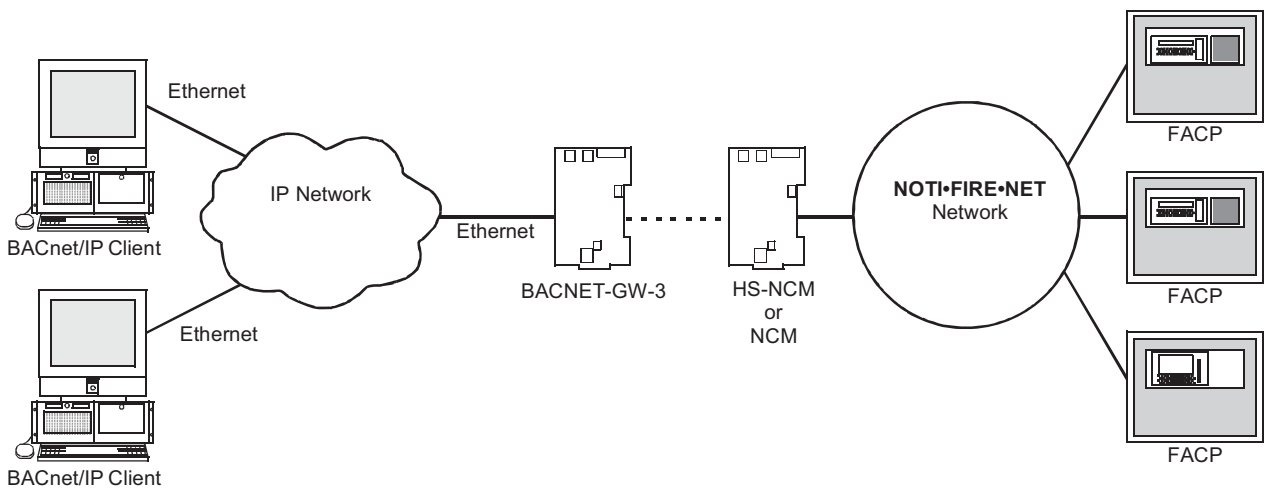 Ethernet
BACnet/IP Client
IP Network
Ethernet
BACnet/IP Client
Ethernet
BACNET-GW-3
HS-NCM
or
NCM
NOTI•FIRE•NET
Network
FACP
FACP
FACP